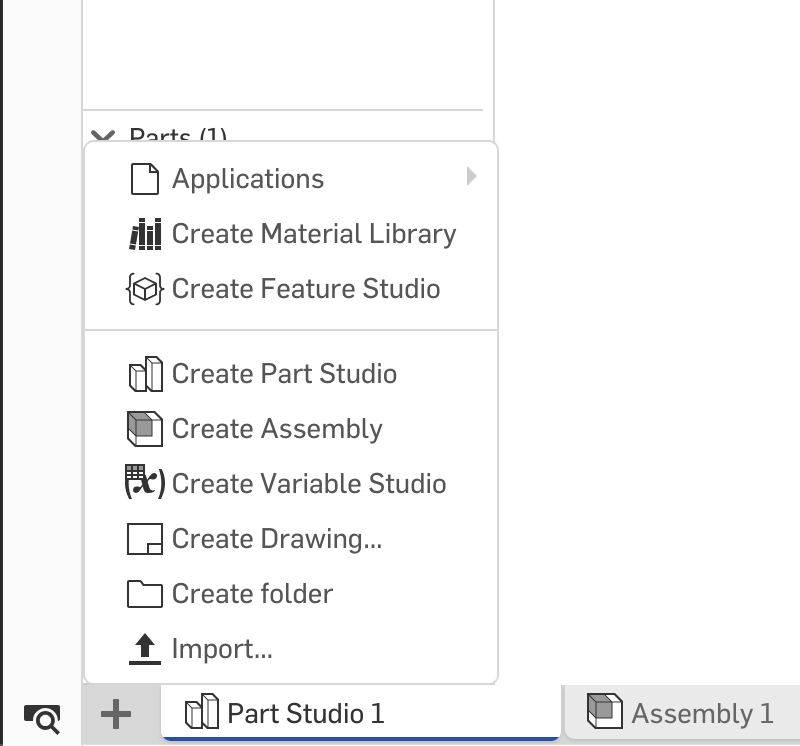 Parts (1)
Applications
Create Material Library
Create Feature Studio
Create Part Studio
Create Assembly
Create Variable Studio
Create Drawing...
Create folder
Import...
Part Studio 1
Assembly 1